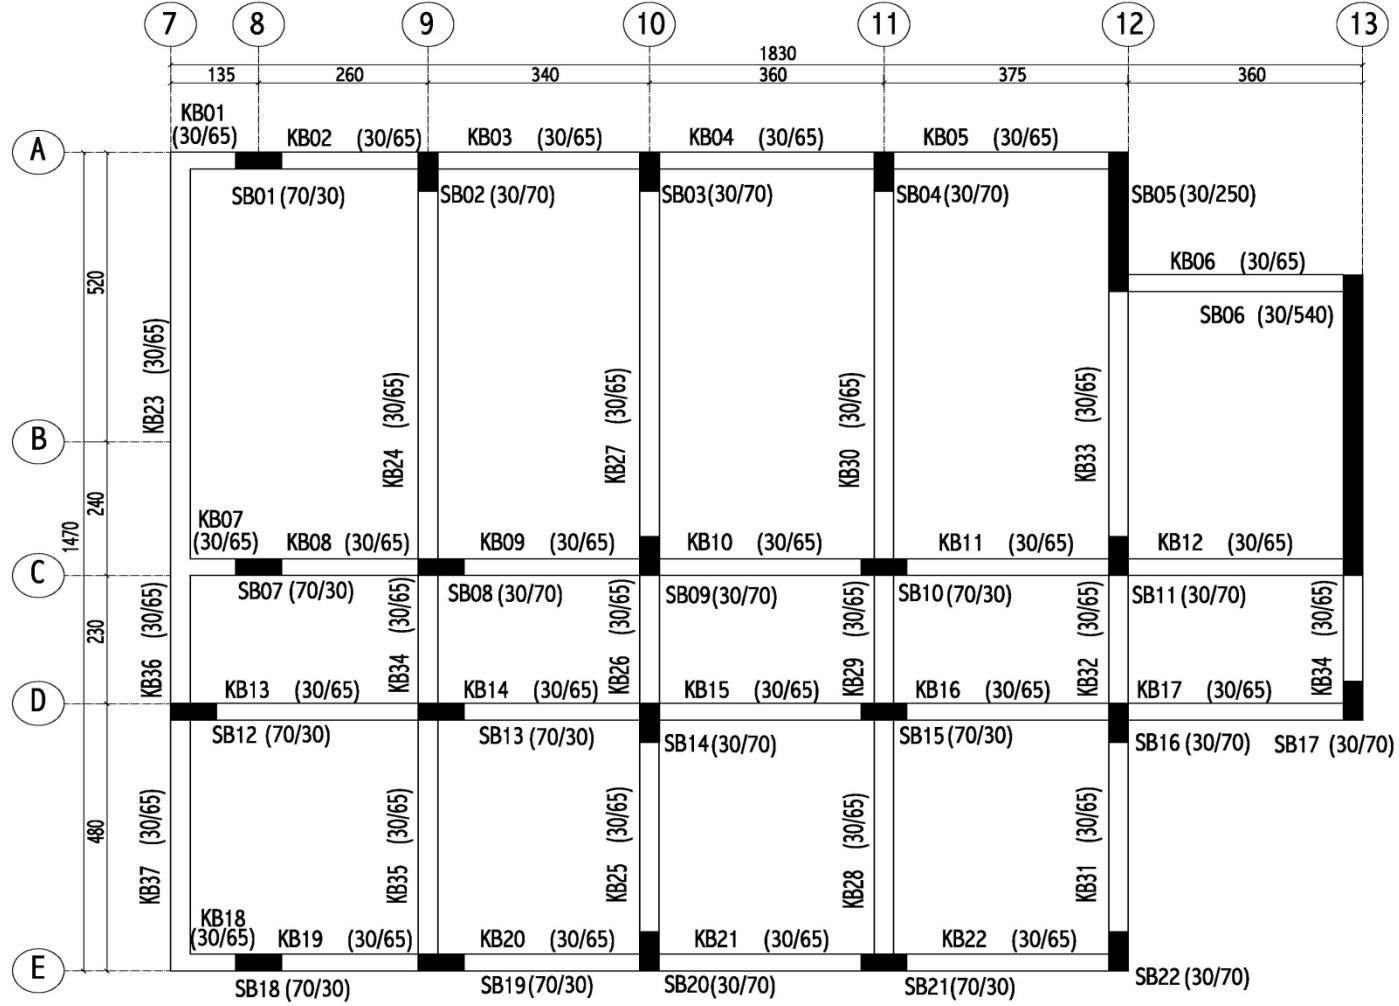 7 8 9 10 11 12 13
1830
135 260 340 360 375 360
KB01
(30/65)
KB02 (30/65)
KB03 (30/65)
KB04 (30/65)
KB05 (30/65)
A
SB01 (70/30)
SB02 (30/70)
SB03 (30/70)
SB04 (30/70)
SB05 (30/250)
KB06 (30/65)
SB06 (30/540)
520
KB23 (30/65)
KB24 (30/65)
KB27 (30/65)
KB30 (30/65)
KB33 (30/65)
B
240
1470
KB07
(30/65)
KB08 (30/65)
KB09 (30/65)
KB10 (30/65)
KB11 (30/65)
KB12 (30/65)
C
SB07 (70/30)
SB08 (30/70)
SB09 (30/70)
SB10 (70/30)
SB11 (30/70)
230
KB36 (30/65)
KB34 (30/65)
KB26 (30/65)
KB29 (30/65)
KB32 (30/65)
KB34 (30/65)
KB13 (30/65)
KB14 (30/65)
KB15 (30/65)
KB16 (30/65)
KB17 (30/65)
D
SB12 (70/30)
SB13 (70/30)
SB14 (30/70)
SB15 (70/30)
SB16 (30/70)
SB17 (30/70)
480
KB37 (30/65)
KB35 (30/65)
KB25 (30/65)
KB28 (30/65)
KB31 (30/65)
KB18
(30/65)
KB19 (30/65)
KB20 (30/65)
KB21 (30/65)
KB22 (30/65)
E
SB18 (70/30)
SB19 (70/30)
SB20 (30/70)
SB21 (70/30)
SB22 (30/70)